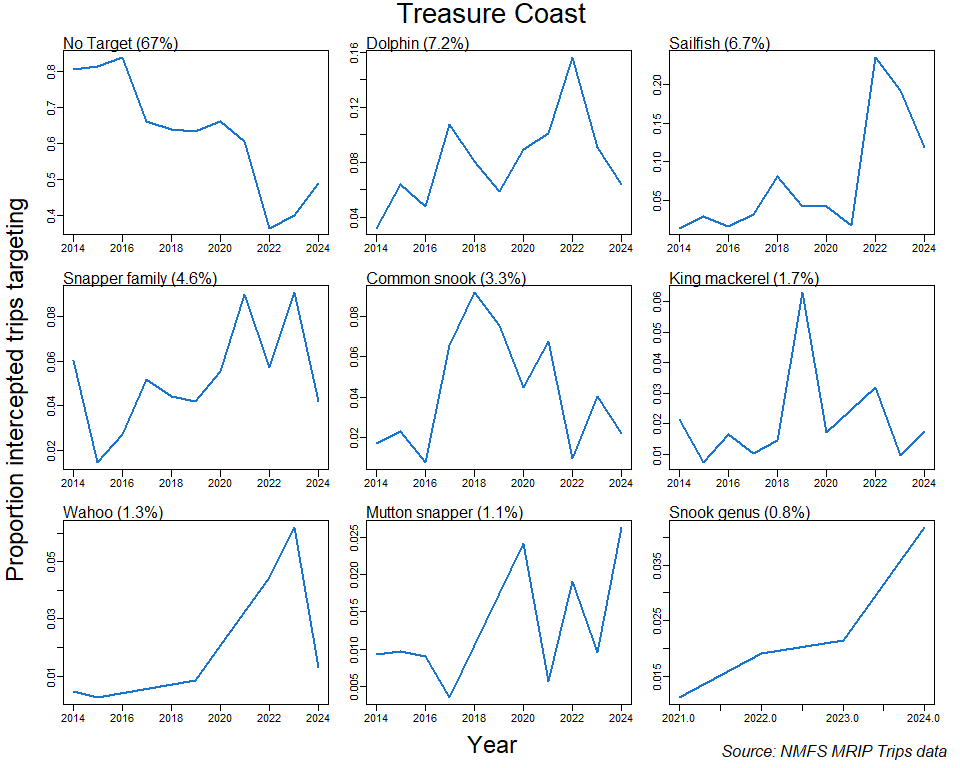 Treasure Coast
Proportion intercepted trips targeting
No Target (67%)
0.8
0.7
0.6
0.5
0.4
2014 2016 2018 2020 2022 2024
Dolphin (7.2%)
0.16
0.12
0.08
0.04
2014 2016 2018 2020 2022 2024
Sailfish (6.7%)
0.20
0.15
0.10
0.05
2014 2016 2018 2020 2022 2024
Snapper family (4.6%)
0.08
0.06
0.04
0.02
2014 2016 2018 2020 2022 2024
Common snook (3.3%)
0.08
0.06
0.04
0.02
2014 2016 2018 2020 2022 2024
King mackerel (1.7%)
0.06
0.05
0.04
0.03
0.02
0.01
2014 2016 2018 2020 2022 2024
Wahoo (1.3%)
0.05
0.03
0.01
2014 2016 2018 2020 2022 2024
Mutton snapper (1.1%)
0.025
0.020
0.015
0.010
0.005
2014 2016 2018 2020 2022 2024
Snook genus (0.8%)
0.035
0.025
0.015
2021.0 2022.0 2023.0 2024.0
Year
Source: NMFS MRIP Trips data